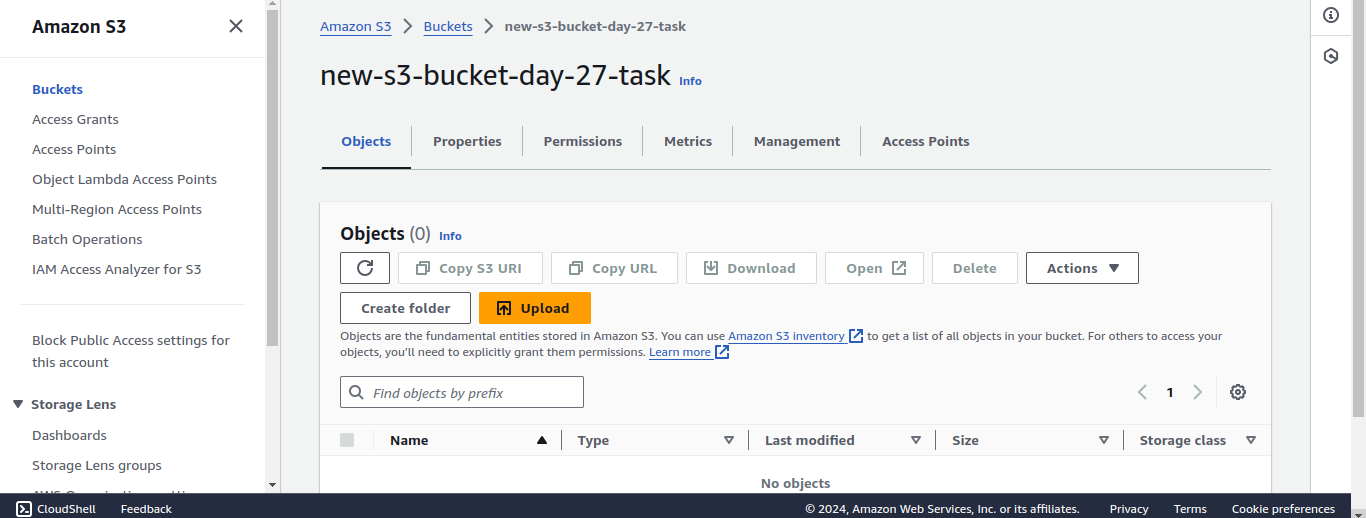 Amazon S3
Buckets
Access Grants
Access Points
Object Lambda Access Points
Multi-Region Access Points
Batch Operations
IAM Access Analyzer for S3
Block Public Access settings for
this account
Storage Lens
Dashboards
Storage Lens groups
Amazon S3 Buckets new-s3-bucket-day-27-task
new-s3-bucket-day-27-task Info
Objects Properties Permissions Metrics Management Access Points
Objects (0) Info
Copy S3 URI Copy URL Download Open Delete Actions
Create folder Upload
Objects are the fundamental entities stored in Amazon S3. You can use Amazon S3 inventory to get a list of all objects in your bucket. For others to access your
objects, you'll need to explicitly grant them permissions. Learn more
Find objects by prefix
1
Name Type Last modified Size Storage class
No objects
CloudShell Feedback © 2024, Amazon Web Services, Inc. or its affiliates. Privacy Terms Cookie preferences